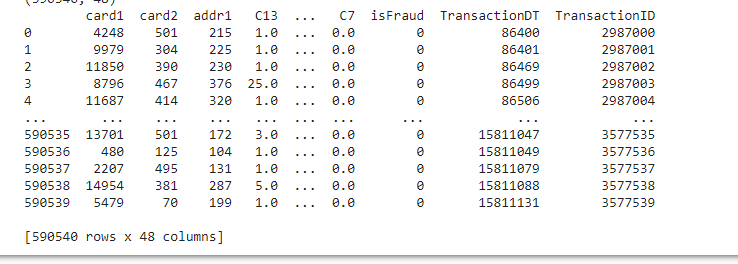 card1 card2 addr1 C13 ... C7 isFraud TransactionDT TransactionID
0 4248 501 215 1.0 ... 0.0 0 86400 2987000
1 9979 304 225 1.0 ... 0.0 0 86401 2987001
2 11850 390 230 1.0 ... 0.0 0 86469 2987002
3 8796 467 376 25.0 ... 0.0 0 86499 2987003
4 11687 414 320 1.0 ... 0.0 0 86506 2987004
... ... ... ... ... ... ... ... ... ...
590535 13701 501 172 3.0 ... 0.0 0 15811047 3577535
590536 480 125 104 1.0 ... 0.0 0 15811049 3577536
590537 2207 495 131 1.0 ... 0.0 0 15811079 3577537
590538 14954 381 287 5.0 ... 0.0 0 15811088 3577538
590539 5479 70 199 1.0 ... 0.0 0 15811131 3577539
[590540 rows x 48 columns]